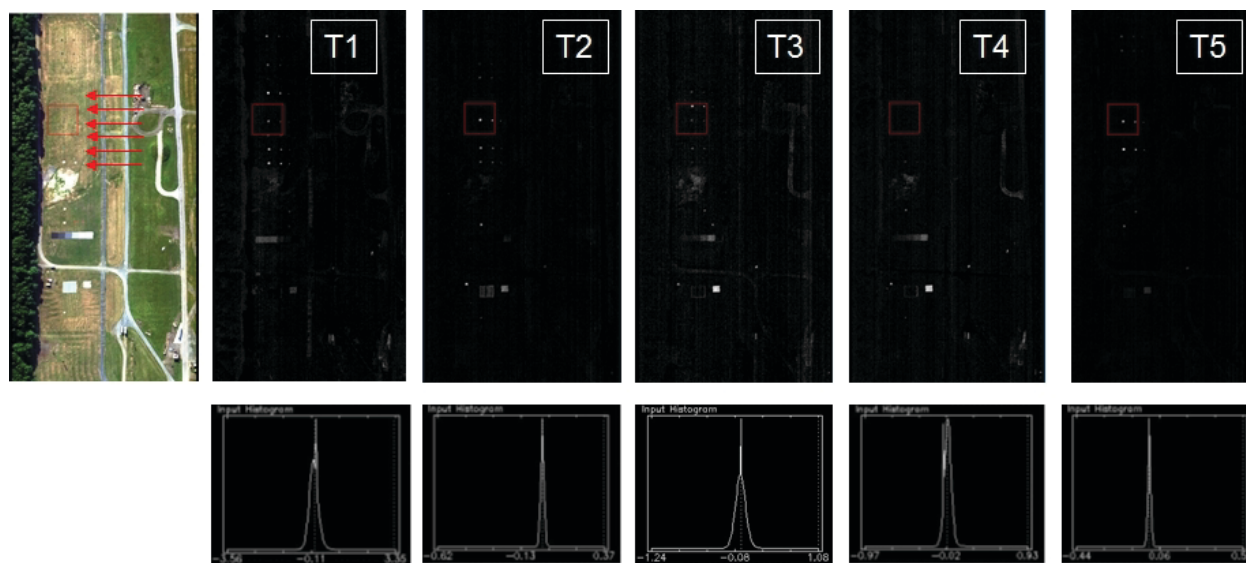 T1
T2
T3
T4
T5
Input Histogram
-3.56 -0.11 3.35
Input Histogram
-0.62 -0.13 0.37
Input Histogram
-1.24 -0.08 1.08
Input Histogram
-0.97 -0.02 0.93
Input Histogram
-0.44 0.06